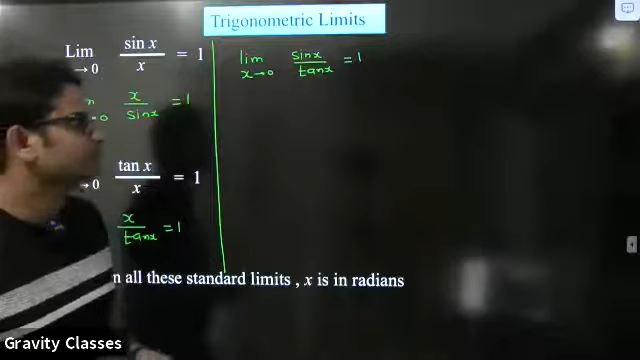 Trigonometric Limits
Lim x→0 sin x / x = 1
x / sinx = 1
tan x / x = 1
x / tanx = 1
lim x→0 sinx / tanx = 1
all these standard limits , x is in radians
Gravity Classes